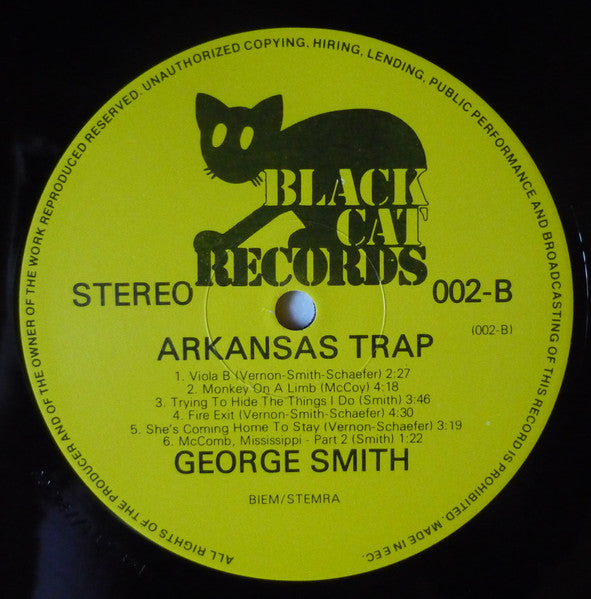 ALL RIGHTS OF THE PRODUCER AND OF THE OWNER OF THE WORK REPRODUCED RESERVED. UNAUTHORIZED COPYING, HIRING, LENDING, PUBLIC PERFORMANCE AND BROADCASTING OF THIS RECORD IS PROHIBITED. MADE IN EEC.
BLACK
CAT
RECORDS
STEREO
002-B
(002-B)
ARKANSAS TRAP
1. Viola B (Vernon-Smith-Schaefer) 2:27
2. Monkey On A Limb (McCoy) 4:18
3. Trying To Hide The Things I Do (Smith) 3:46
4. Fire Exit (Vernon-Smith-Schaefer) 4:30
5. She's Coming Home To Stay (Vernon-Schaefer) 3:19
6. McComb, Mississippi - Part 2 (Smith) 1:22
GEORGE SMITH
BIEM/STEMRA